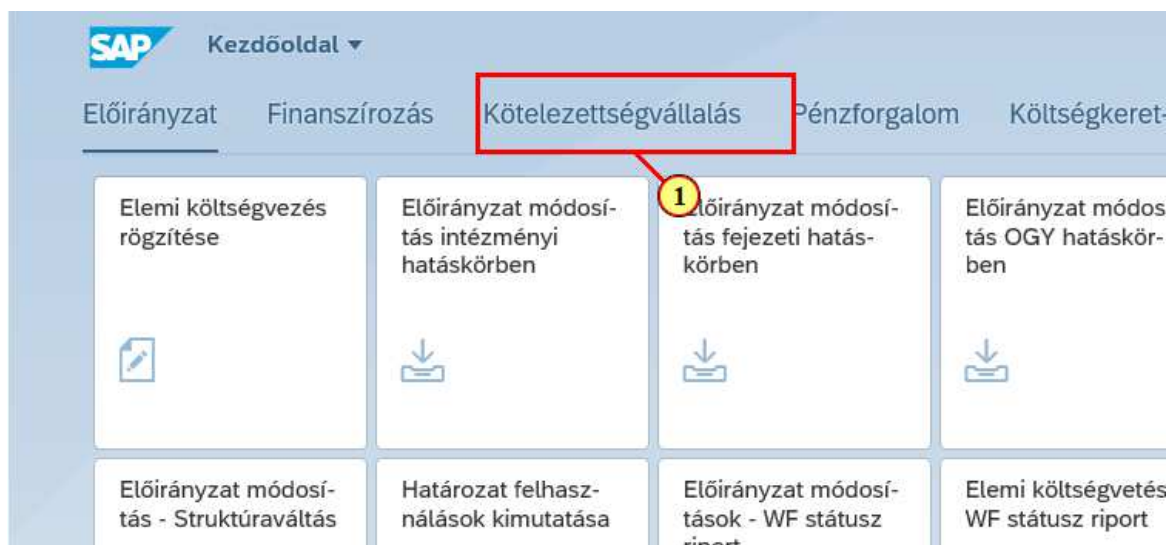 SAP Kezdőoldal
Előirányzat Finanszírozás Kötelezettségvállalás Pénzforgalom Költségkeret-
Elemi költségvezés
rögzítése
Előirányzat módosí-
tás intézményi
hatáskörben
1
Előirányzat módosí-
tás fejezeti hatás-
körben
Előirányzat módos
tás OGY hatáskör-
ben
Előirányzat módosí-
tás - Struktúraváltás
Határozat felhasz-
nálások kimutatása
Előirányzat módosí-
tások - WF státusz
riport
Elemi költségvetés
WF státusz riport